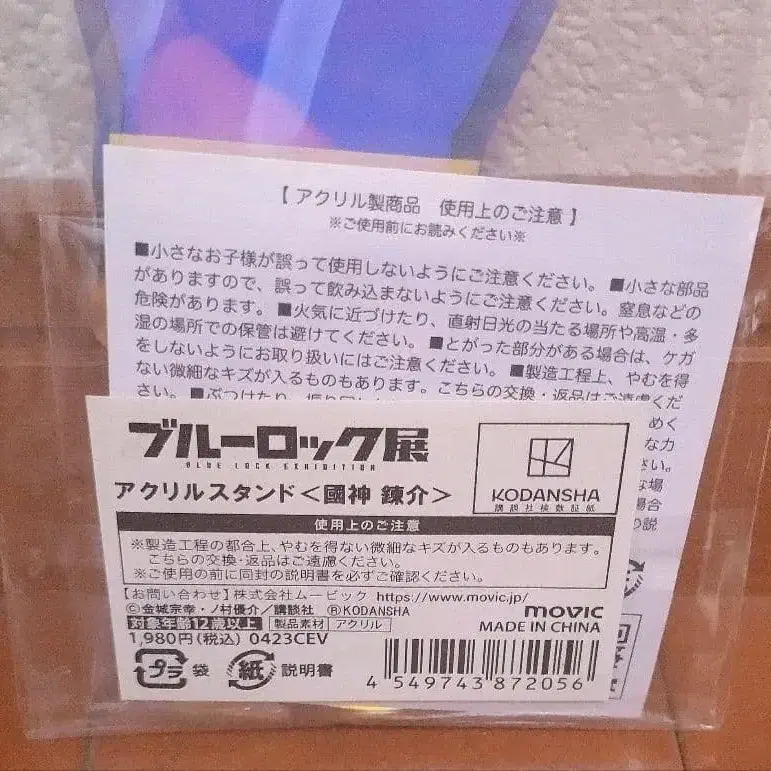 【 アクリル製商品 使用上のご注意 】
※ご使用前にお読みください※
■小さなお子様が誤って使用しないようにご注意ください。 ■小さな部品
がありますので、誤って飲み込まないようにご注意ください。窒息などの
危険があります。 ■火気に近づけたり、直射日光の当たる場所や高温・多
湿の場所での保管は避けてください。 ■とがった部分がある場合は、ケガ
をしないようにお取り扱いにはご注意ください。 ■製造工程上、やむを得
ない微細なキズが入るものもあります。こちらの交換・返品はご遠慮くだ
さい。 ■ぶつけたり、
めく
な力
さい。
な場
場合
の説
ブルーロック展
BLUE LOCK EXHIBITION
アクリルスタンド<國神 錬介>
KODANSHA
講談社検数証紙
使用上のご注意
※製造工程の都合上、やむを得ない微細なキズが入るものもあります。
こちらの交換・返品はご遠慮ください。
※ご使用の前に同封の説明書を必ずご確認ください。
【お問い合わせ】株式会社ムービック https://www.movic.jp/
©金城宗幸・ノ村優介/講談社 ⓇKODANSHA
movic
対象年齢12歳以上 製品素材 アクリル
MADE IN CHINA
1,980円(税込) 0423CEV
プラ 袋 紙 説明書
4 549743 872056